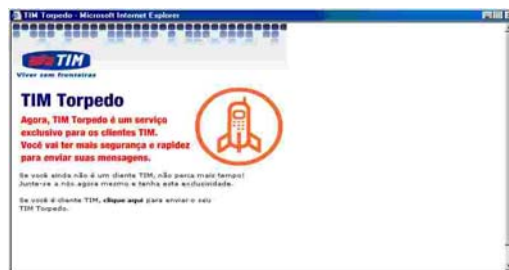 TIM Torpedo - Microsoft Internet Explorer
TIM
Viver sem fronteiras
TIM Torpedo
Agora, TIM Torpedo é um serviço
exclusivo para os clientes TIM.
Você vai ter mais segurança e rapidez
para enviar suas mensagens.
Se você ainda não é um cliente TIM, não perca mais tempo!
Junte-se a nós agora mesmo e tenha esta exclusividade.
Se você é cliente TIM, clique aqui para enviar o seu
TIM Torpedo.